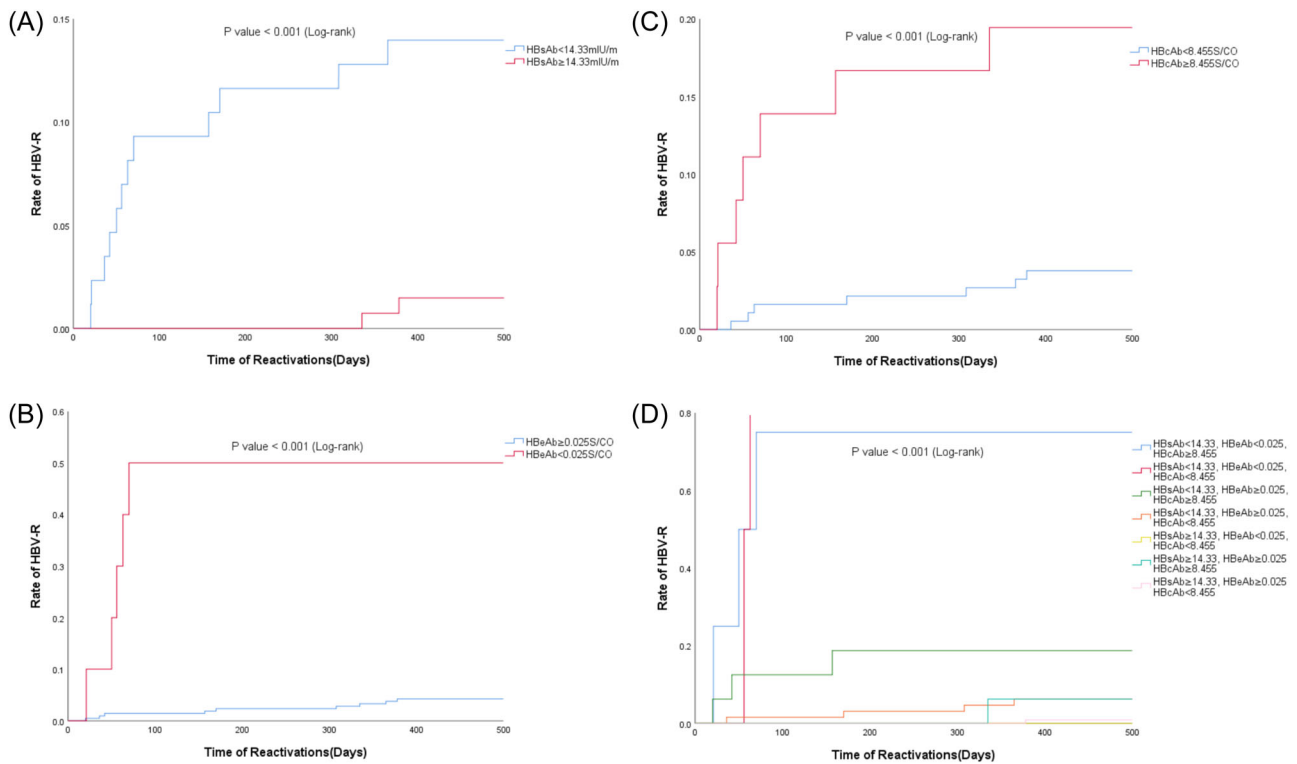 (A)
P value < 0.001 (Log-rank)
HBsAb<14.33mIU/m
HBsAb≥14.33mIU/m
Rate of HBV-R
0.15
0.10
0.05
0.00
0
100
200
300
400
500
Time of Reactivations(Days)
(C)
P value < 0.001 (Log-rank)
HBcAb<8.455S/CO
HBcAb≥8.455S/CO
Rate of HBV-R
0.20
0.15
0.10
0.05
0.00
0
100
200
300
400
500
Time of Reactivations(Days)
(B)
P value < 0.001 (Log-rank)
HBeAb≥0.025S/CO
HBeAb<0.025S/CO
Rate of HBV-R
0.6
0.5
0.4
0.3
0.2
0.1
0.0
0
100
200
300
400
500
Time of Reactivations(Days)
(D)
P value < 0.001 (Log-rank)
HBsAb<14.33, HBeAb<0.025,
HBcAb≥8.455
HBsAb<14.33, HBeAb<0.025,
HBcAb<8.455
HBsAb<14.33, HBeAb≥0.025,
HBcAb≥8.455
HBsAb<14.33, HBeAb≥0.025,
HBcAb<8.455
HBsAb≥14.33, HBeAb<0.025,
HBcAb<8.455
HBsAb≥14.33, HBeAb≥0.025
HBcAb≥8.455
HBsAb≥14.33, HBeAb≥0.025
HBcAb<8.455
Rate of HBV-R
0.8
0.6
0.4
0.2
0.0
0
100
200
300
400
500
Time of Reactivations(Days)